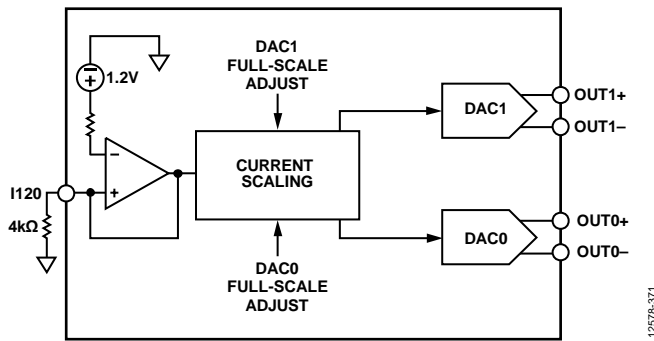 1.2V
−
+
−
+
I120
4kΩ
DAC1
FULL-SCALE
ADJUST
CURRENT
SCALING
DAC0
FULL-SCALE
ADJUST
DAC1
OUT1+
OUT1–
DAC0
OUT0+
OUT0–
12578-371